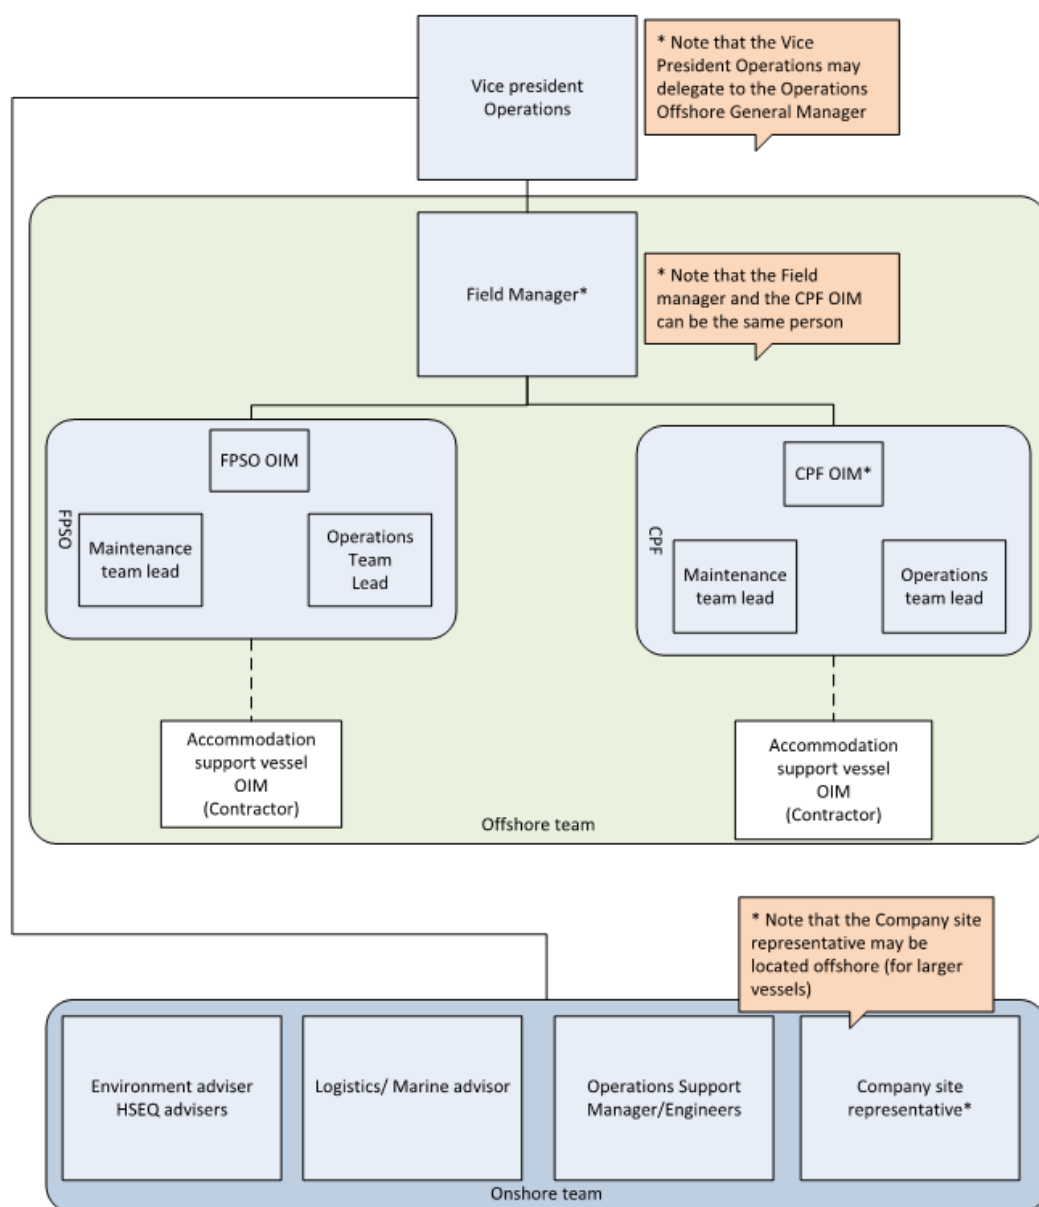 Vice president
Operations
* Note that the Vice
President Operations may
delegate to the Operations
Offshore General Manager
Field Manager*
* Note that the Field
manager and the CPF OIM
can be the same person
FPSO OIM
FPSO
Maintenance
team lead
Operations
Team
Lead
CPF OIM*
CPF
Maintenance
team lead
Operations
team lead
Accommodation
support vessel
OIM
(Contractor)
Accommodation
support vessel
OIM
(Contractor)
Offshore team
* Note that the Company site
representative may be
located offshore (for larger
vessels)
Environment adviser
HSEQ advisers
Logistics/ Marine advisor
Operations Support
Manager/Engineers
Company site
representative*
Onshore team